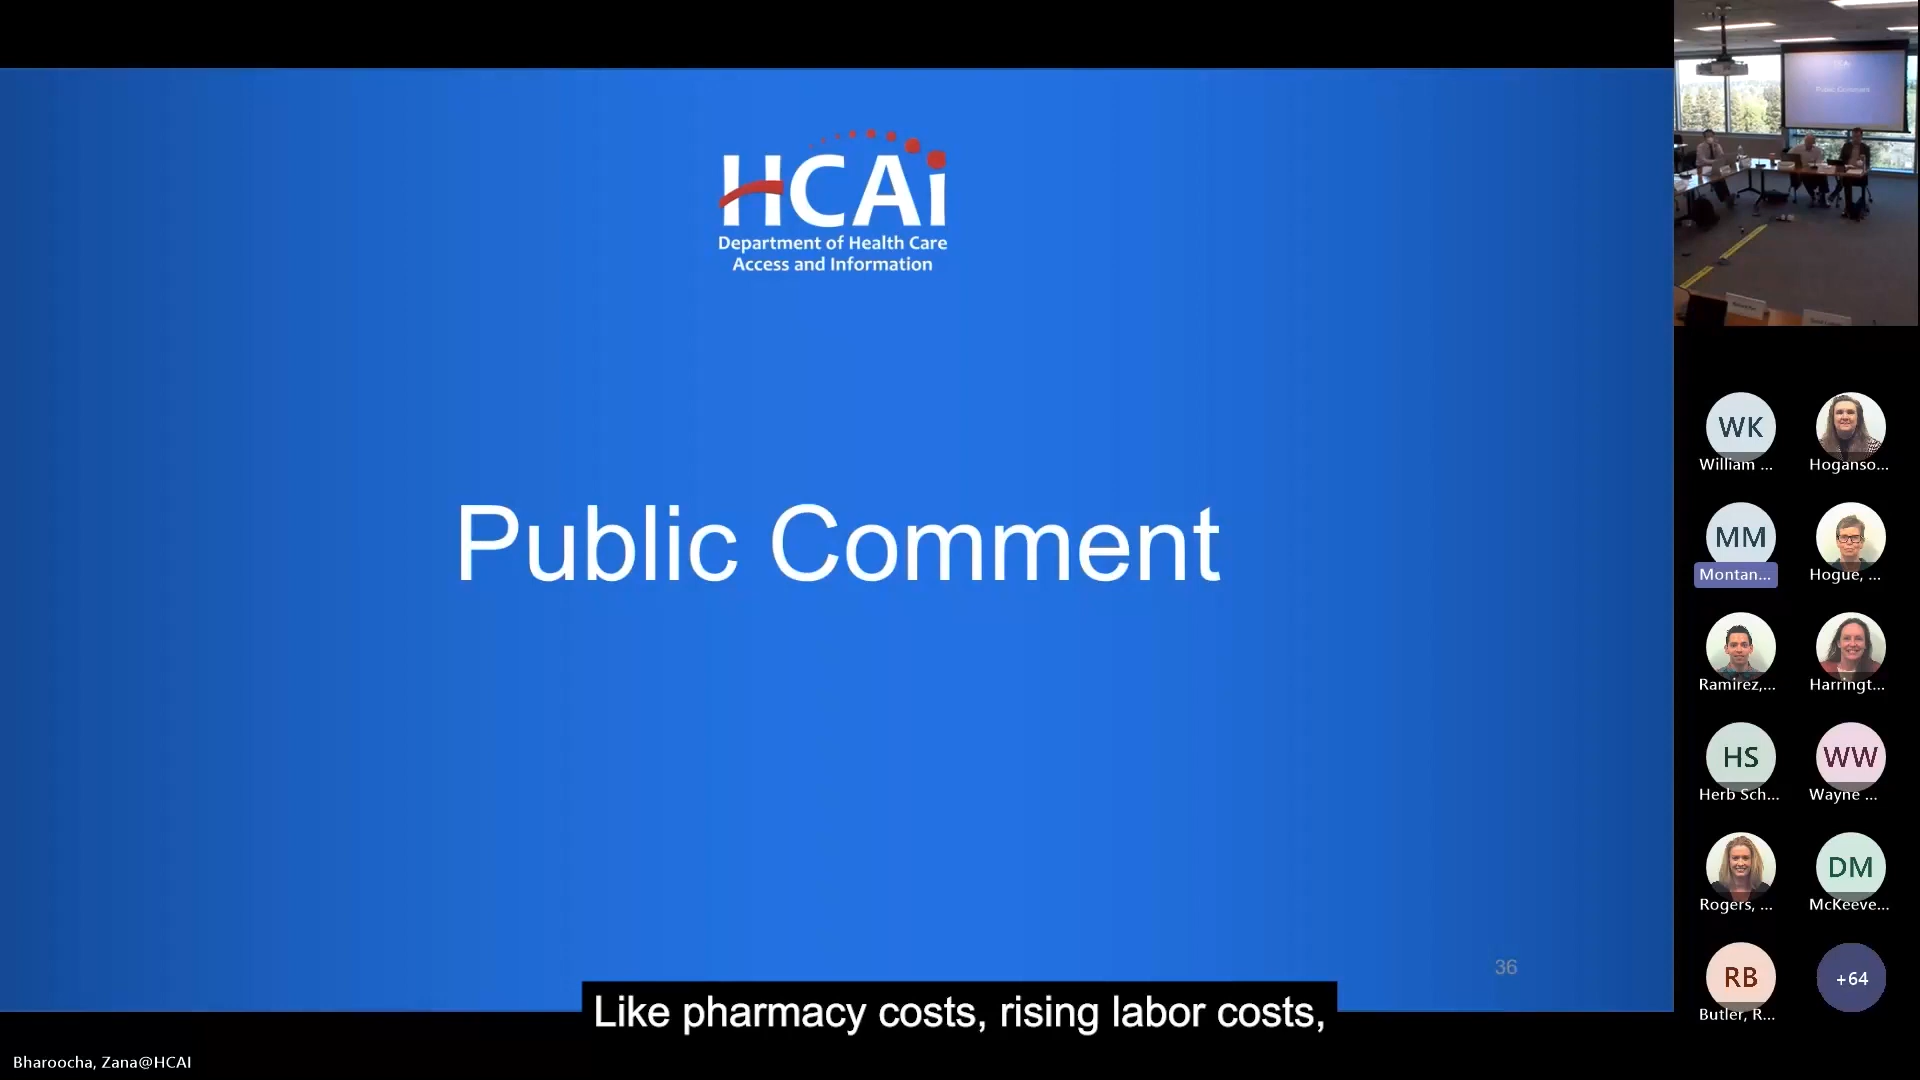 HCAi
Department of Health Care
Access and Information
Public Comment
36
Like pharmacy costs, rising labor costs,
Bharoocha, Zana@HCAI
Public Comment
WK
William ...
Hoganso...
MM
Montan...
Hogue, ...
Ramirez,...
Harringt...
HS
Herb Sch...
WW
Wayne ...
Rogers, ...
DM
McKeeve...
RB
Butler, R...
+64